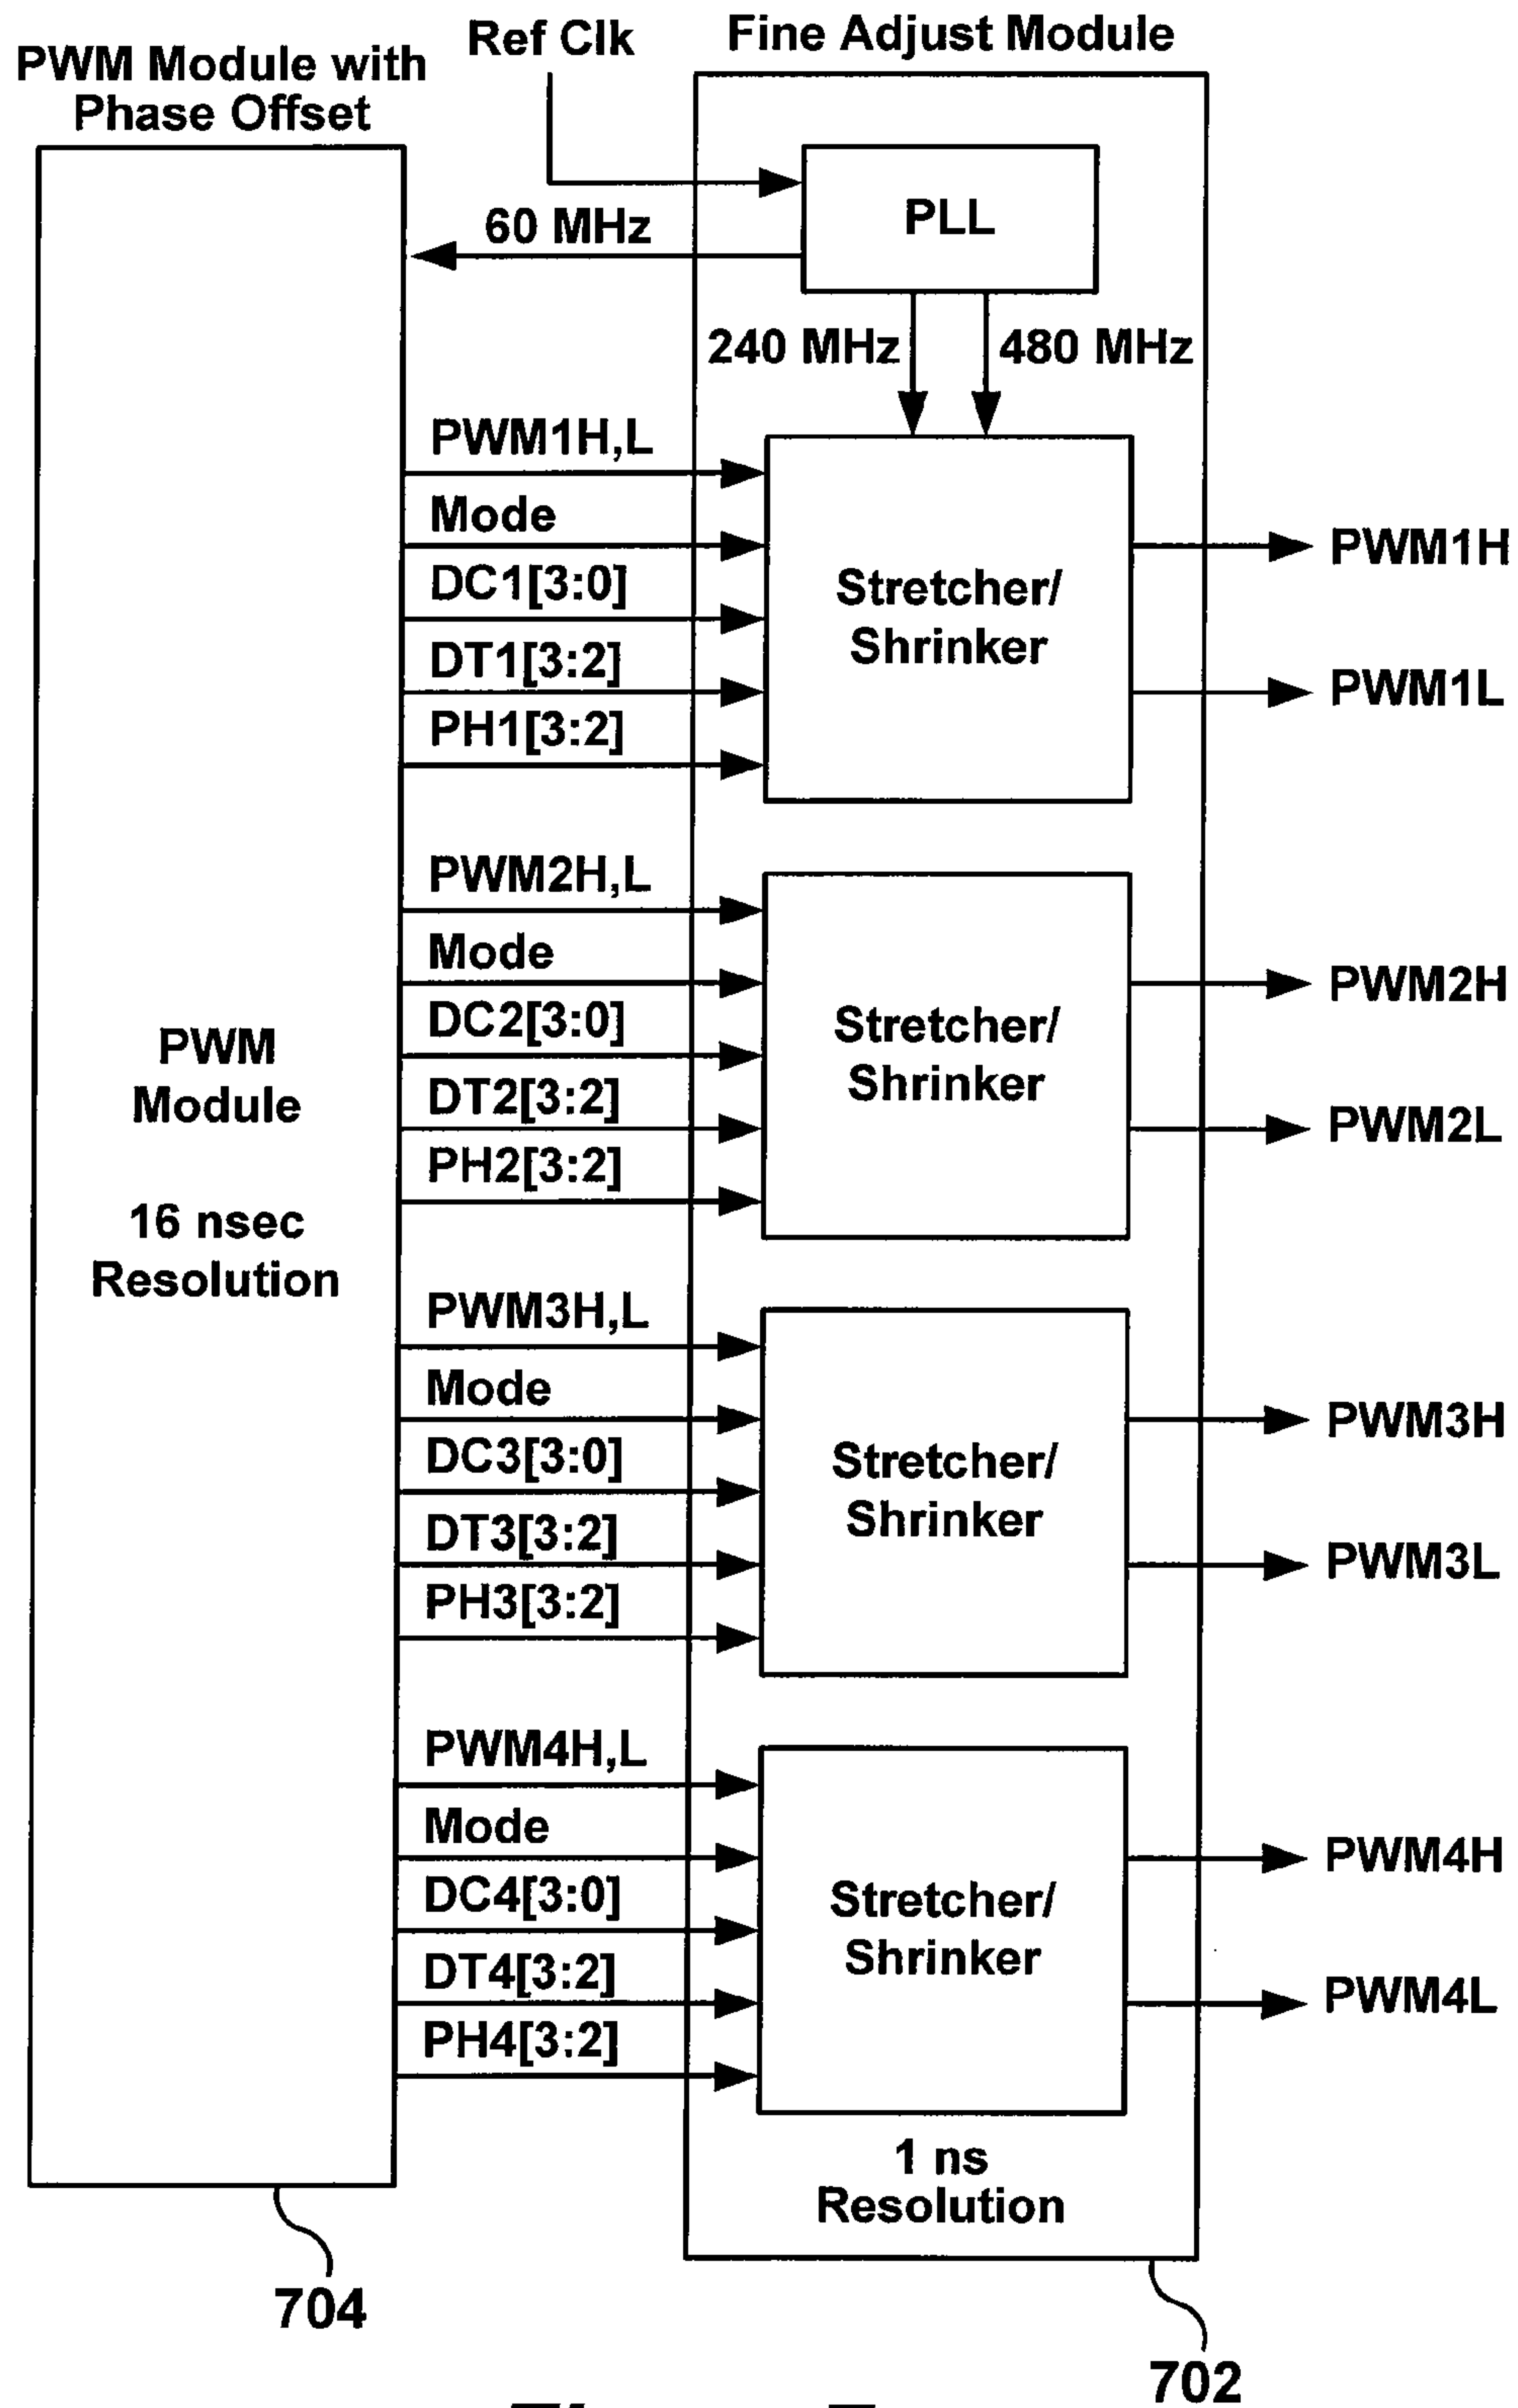 Ref Clk
Fine Adjust Module
PWM Module with
Phase Offset
PLL
60 MHz
240 MHz
480 MHz
PWM1H,L
Mode
DC1[3:0]
DT1[3:2]
PH1[3:2]
Stretcher/
Shrinker
PWM1H
PWM1L
PWM2H,L
Mode
DC2[3:0]
DT2[3:2]
PH2[3:2]
Stretcher/
Shrinker
PWM2H
PWM2L
PWM
Module
16 nsec
Resolution
PWM3H,L
Mode
DC3[3:0]
DT3[3:2]
PH3[3:2]
Stretcher/
Shrinker
PWM3H
PWM3L
PWM4H,L
Mode
DC4[3:0]
DT4[3:2]
PH4[3:2]
Stretcher/
Shrinker
PWM4H
PWM4L
1 ns
Resolution
704
702